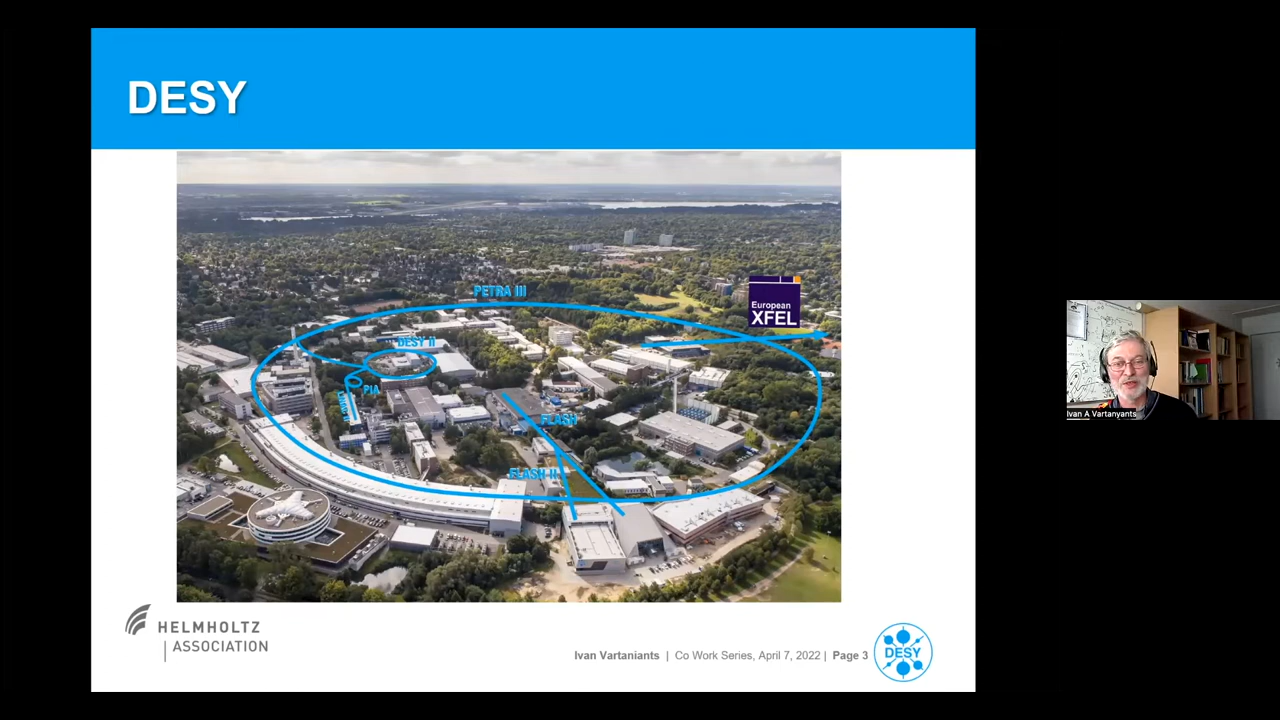 DESY
PETRA III
European
XFEL
DESY II
PIA
FLASH
FLASH II
HELMHOLTZ
ASSOCIATION
Ivan Vartaniants | Co Work Series, April 7, 2022 | Page 3
DESY
Ivan A Vartanyants